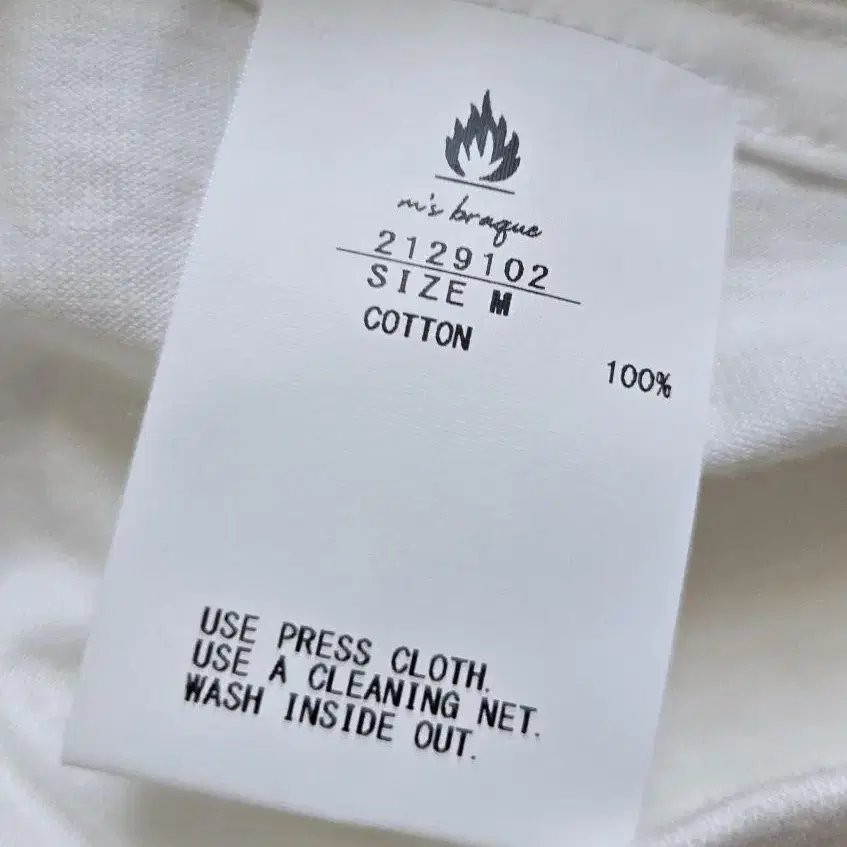 m's braque
2129102
SIZE M
COTTON
100%
USE PRESS CLOTH.
USE A CLEANING NET.
WASH INSIDE OUT.